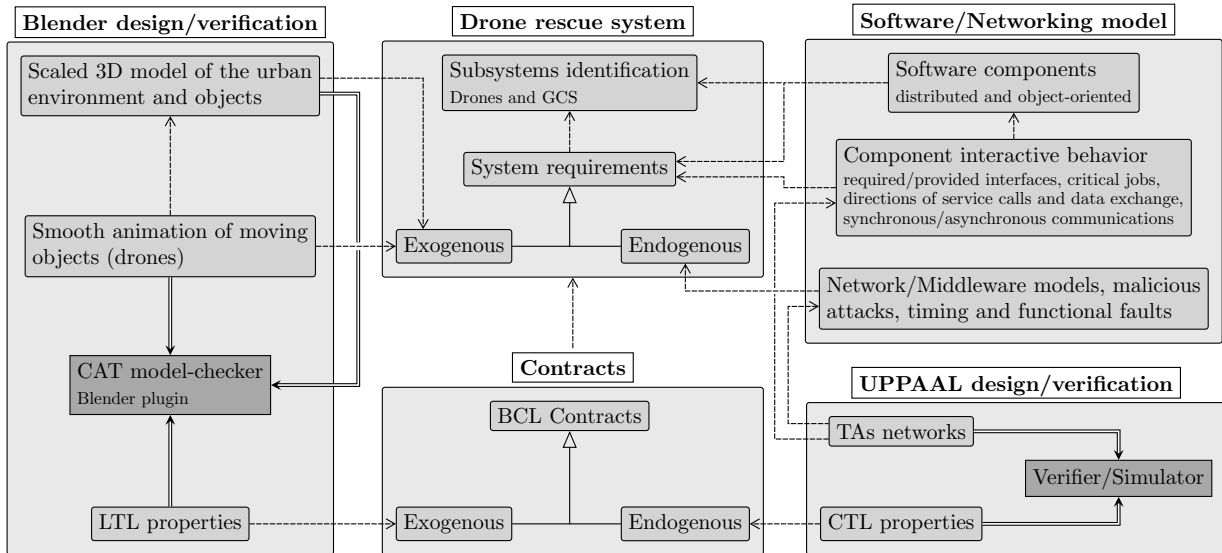 Blender design/verification
Scaled 3D model of the urban
environment and objects
Smooth animation of moving
objects (drones)
CAT model-checker
Blender plugin
LTL properties
Drone rescue system
Subsystems identification
Drones and GCS
System requirements
Exogenous
Endogenous
Contracts
BCL Contracts
Exogenous
Endogenous
Software/Networking model
Software components
distributed and object-oriented
Component interactive behavior
required/provided interfaces, critical jobs,
directions of service calls and data exchange,
synchronous/asynchronous communications
Network/Middleware models, malicious
attacks, timing and functional faults
UPPAAL design/verification
TAs networks
Verifier/Simulator
CTL properties